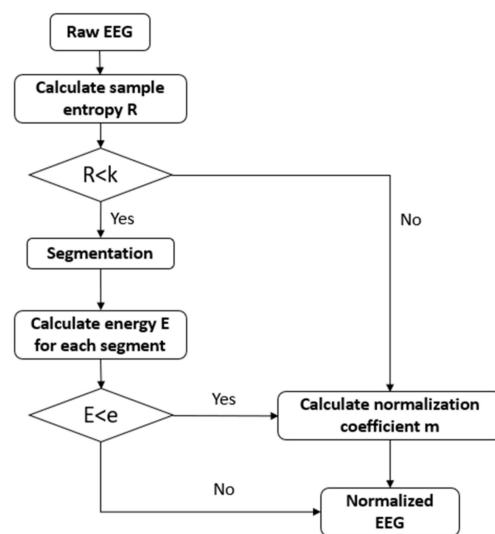 Raw EEG
Calculate sample
entropy R
R<k
Yes
No
Segmentation
Calculate energy E
for each segment
E<e
Yes
Calculate normalization
coefficient m
No
Normalized
EEG